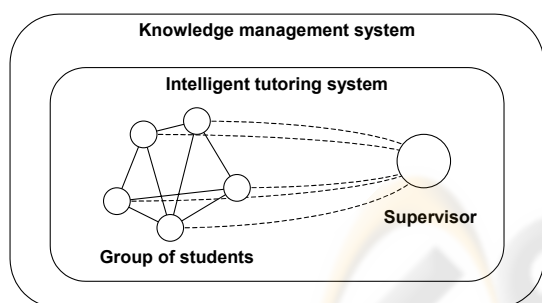 Knowledge management system
Intelligent tutoring system
Supervisor
Group of students